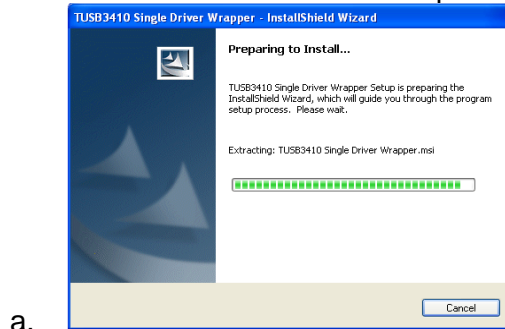 TUSB3410 Single Driver Wrapper - InstallShield Wizard
Preparing to Install...
TUSB3410 Single Driver Wrapper Setup is preparing the
InstallShield Wizard, which will guide you through the program
setup process. Please wait.
Extracting: TUSB3410 Single Driver Wrapper.msi
Cancel
a.